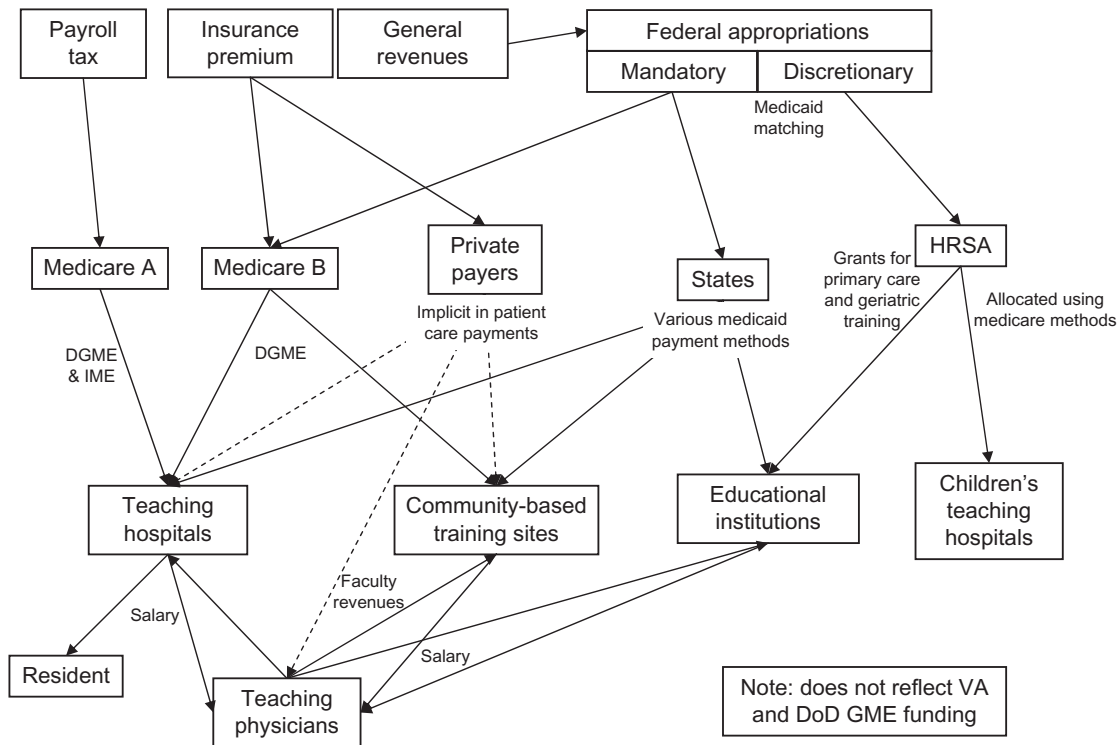 Payroll
tax
Insurance
premium
General
revenues
Federal appropriations
Mandatory
Discretionary
Medicaid
matching
Medicare A
Medicare B
Private
payers
States
HRSA
Grants for
primary care
and geriatric
training
Allocated using
medicare methods
Implicit in patient
care payments
Various medicaid
payment methods
DGME
& IME
DGME
Teaching
hospitals
Community-based
training sites
Educational
institutions
Children’s
teaching
hospitals
Salary
Faculty
revenues
Salary
Resident
Teaching
physicians
Note: does not reflect VA
and DoD GME funding